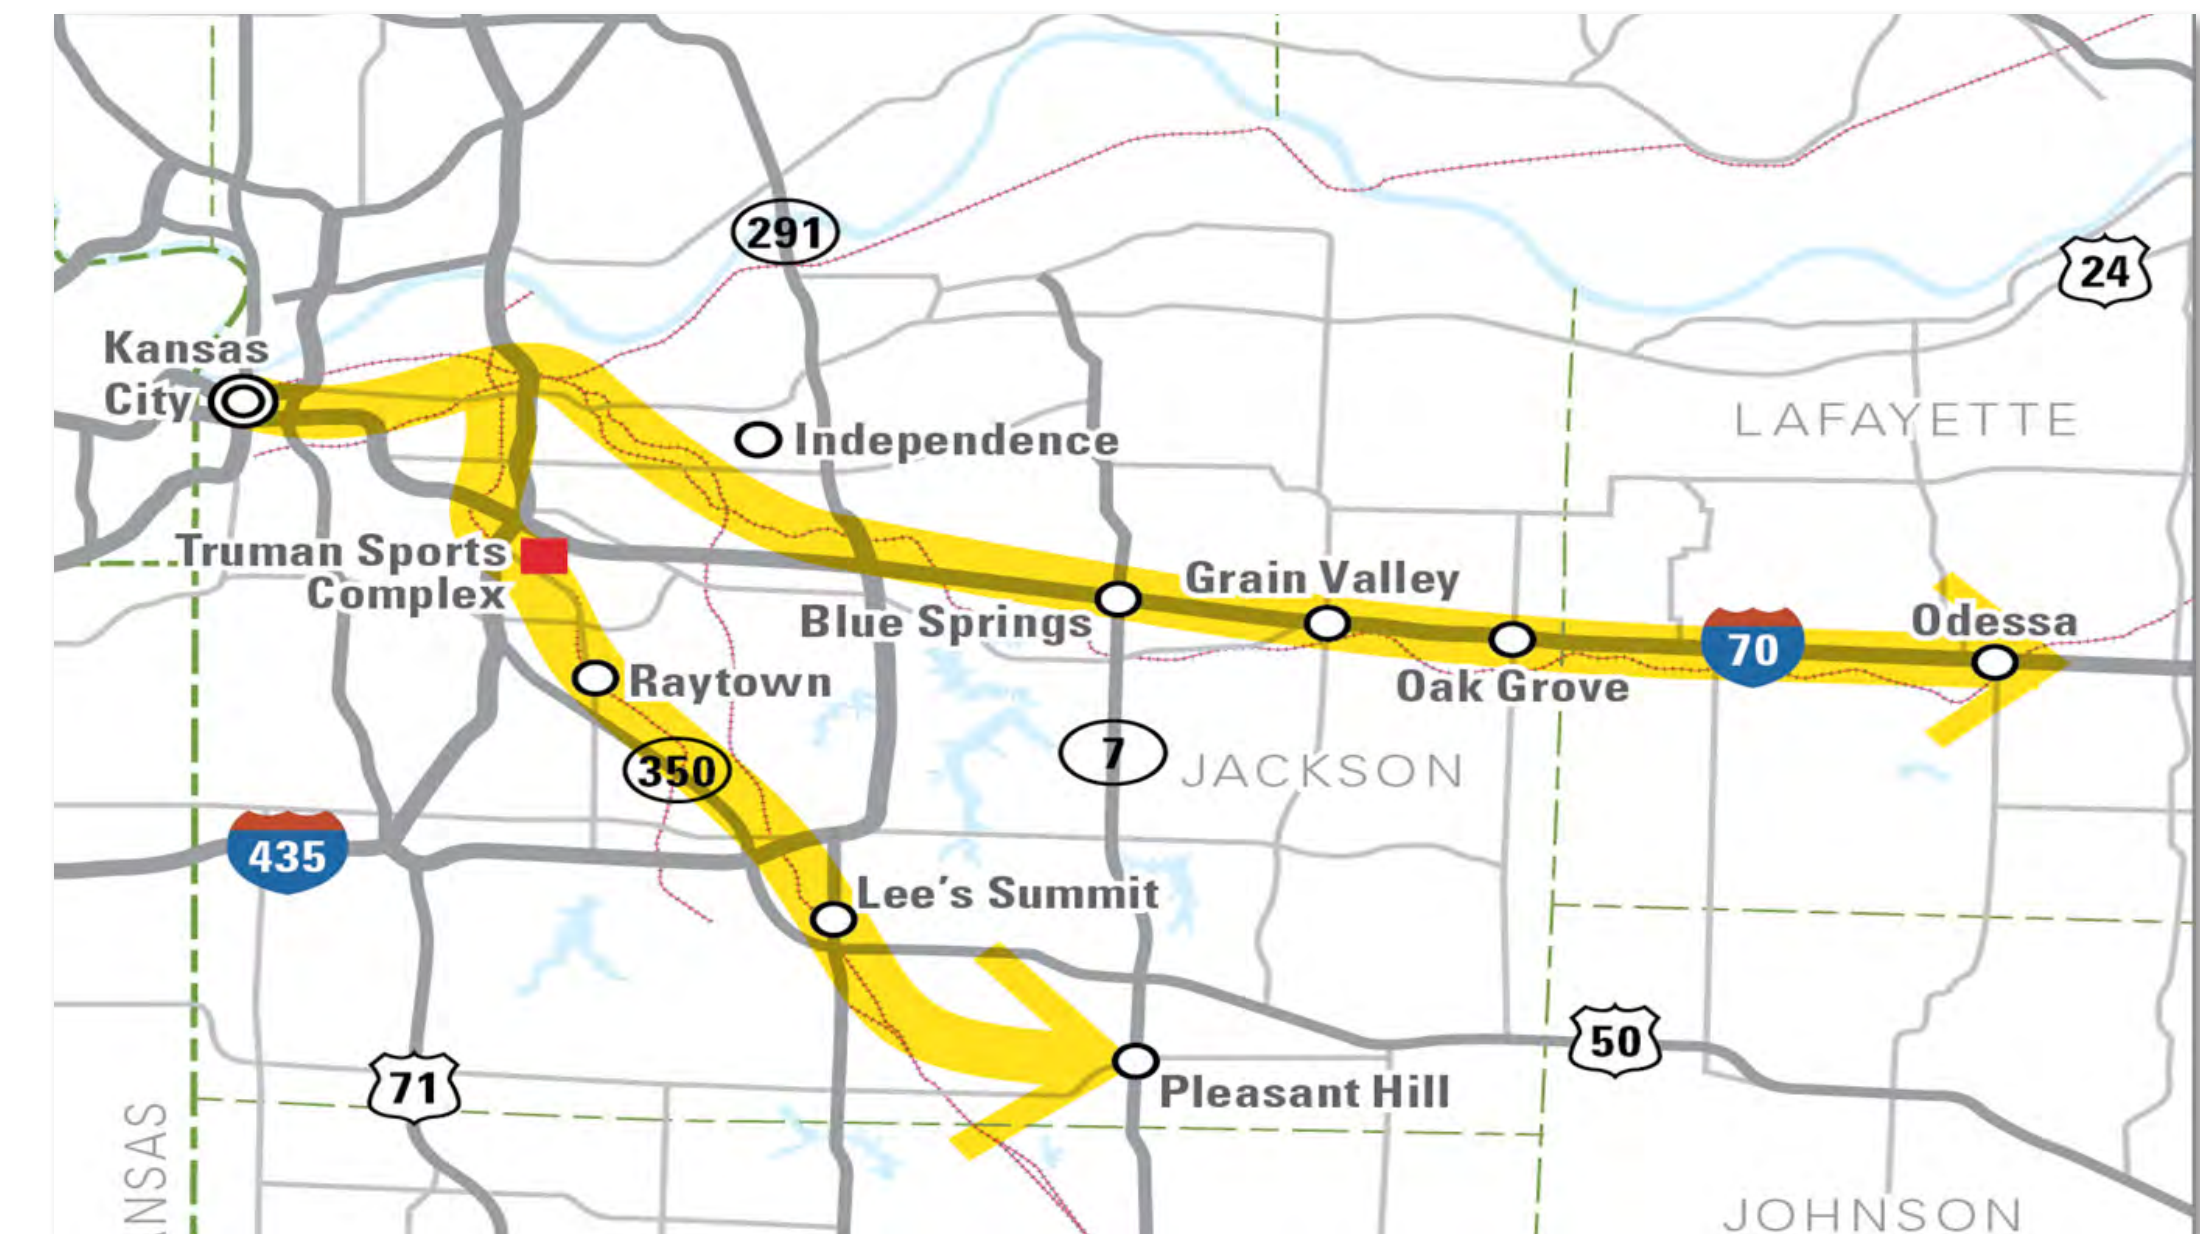 291
24
Kansas
City
LAFAYETTE
Independence
Truman Sports
Complex
Grain Valley
Blue Springs
Odessa
70
Oak Grove
Raytown
350
7
JACKSON
435
Lee's Summit
50
71
Pleasant Hill
ANSAS
JOHNSON